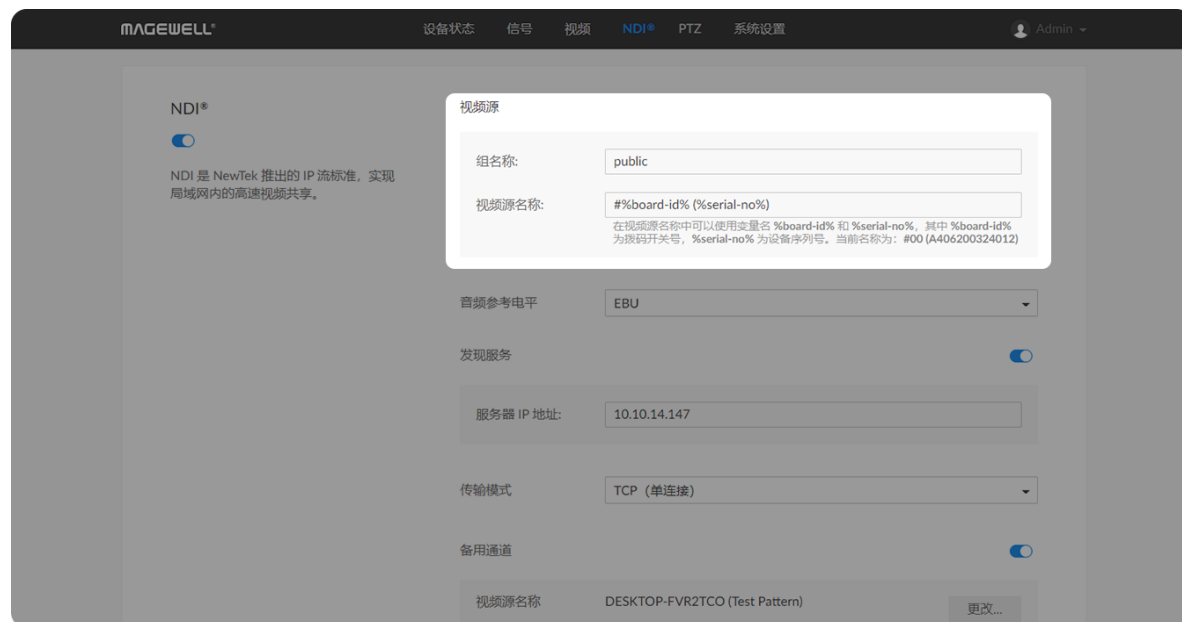 MAGEWELL®
设备状态 信号 视频 NDI® PTZ 系统设置 Admin
NDI®
NDI 是 NewTek 推出的 IP 流标准，实现
局域网内的高速视频共享。
视频源
组名称: public
视频源名称: #%board-id% (%serial-no%)
在视频源名称中可以使用变量名 %board-id% 和 %serial-no%，其中 %board-id%
为拨码开关号，%serial-no% 为设备序列号。当前名称为：#00 (A406200324012)
音频参考电平 EBU
发现服务
服务器 IP 地址: 10.10.14.147
传输模式 TCP（单连接）
备用通道
视频源名称 DESKTOP-FVR2TCO (Test Pattern) 更改...